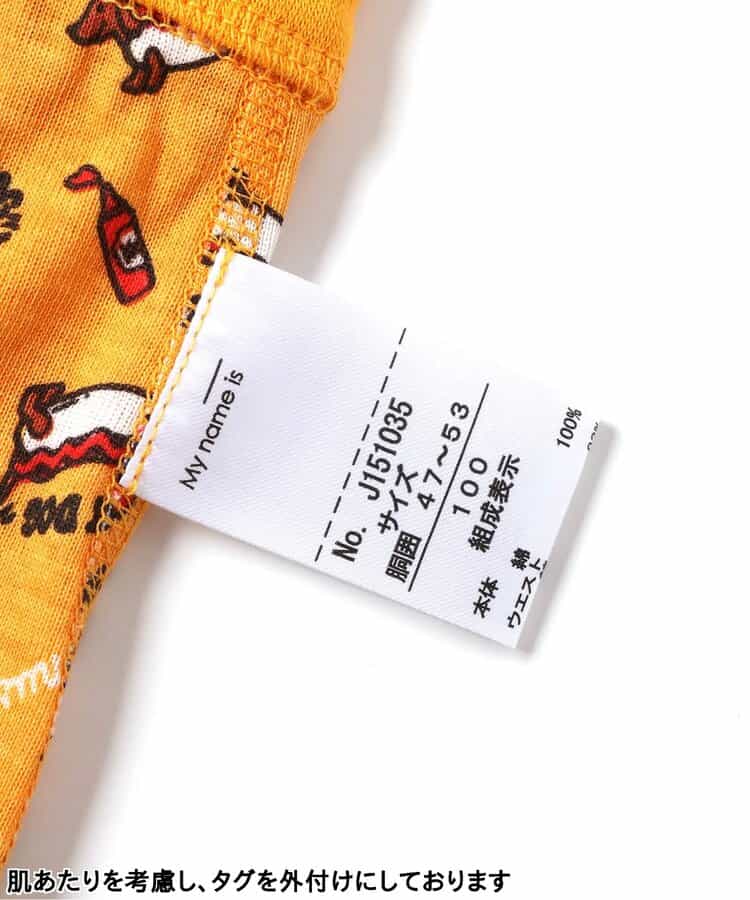 My name is
No. J151035
サイズ
胴囲 47～53
100
組成表示
本体 綿 100%
ウェスト
DOG
肌あたりを考慮し、タグを外付けにしております